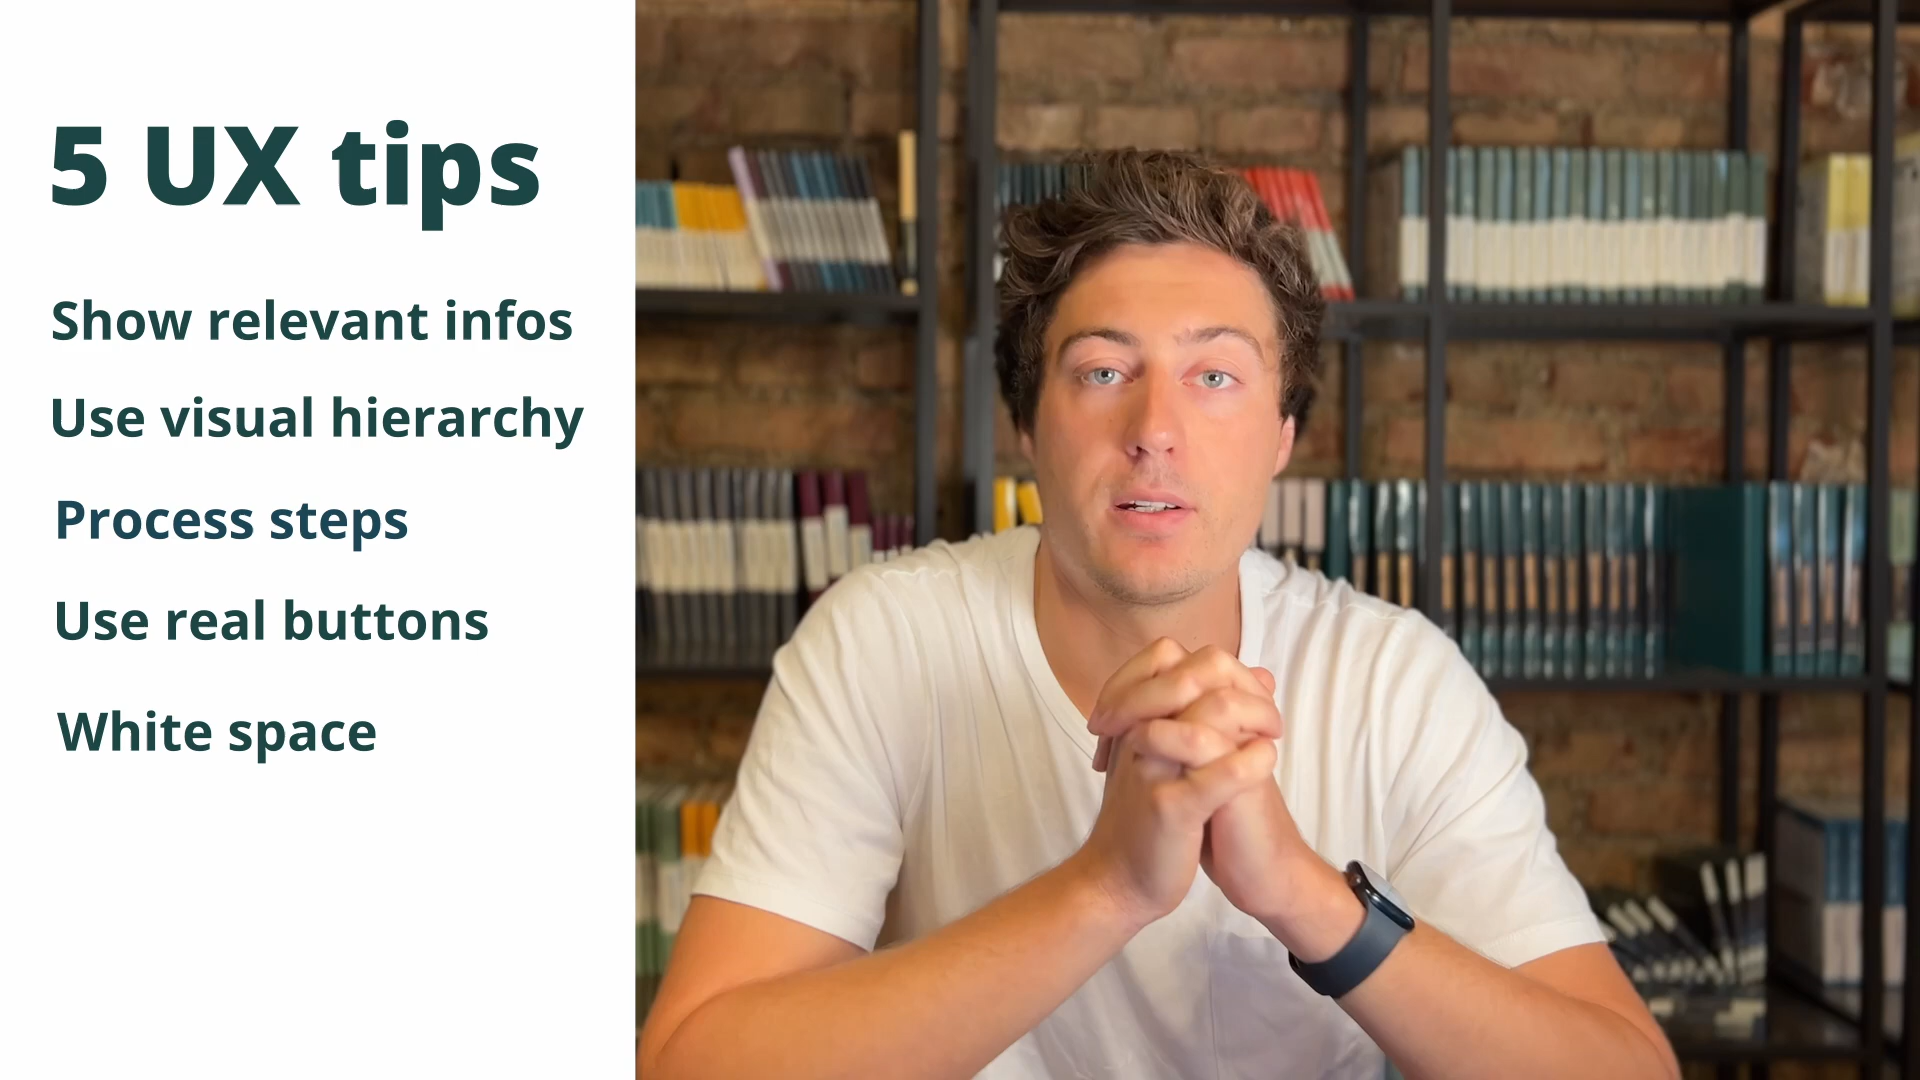 5 UX tips
Show relevant infos
Use visual hierarchy
Process steps
Use real buttons
White space